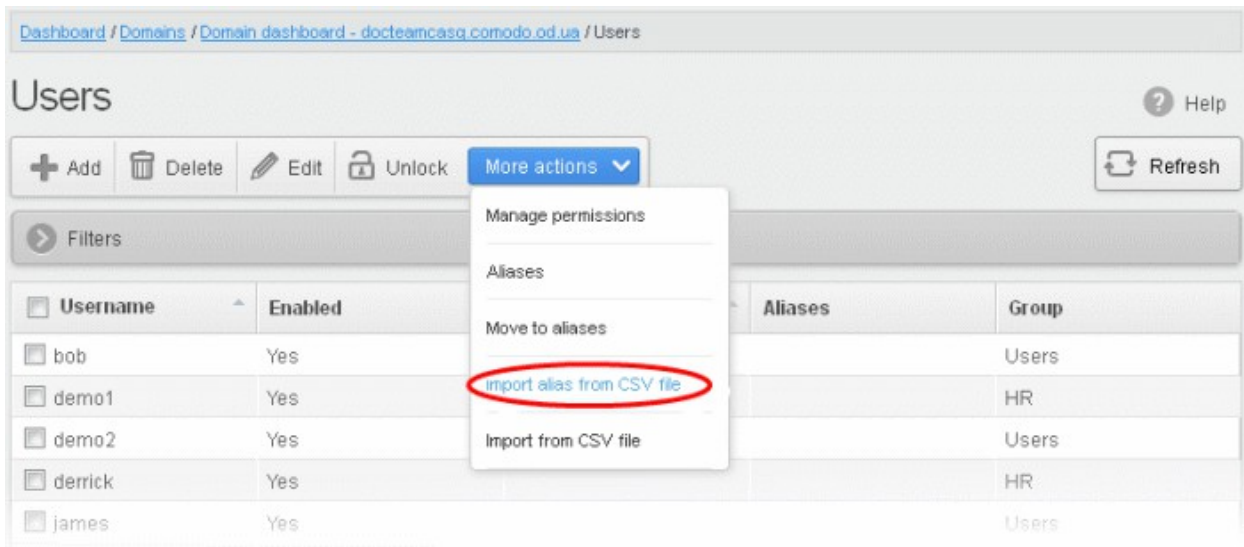 Dashboard / Domains / Domain dashboard - docteamcasg.comodo.od.ua / Users
Users
Help
Add Delete Edit Unlock More actions Refresh
Manage permissions
Filters
Aliases
Username Enabled Aliases Group
Move to aliases
bob Yes Users
import alias from CSV file
demo1 Yes HR
demo2 Yes Import from CSV file Users
derrick Yes HR
james Yes Users